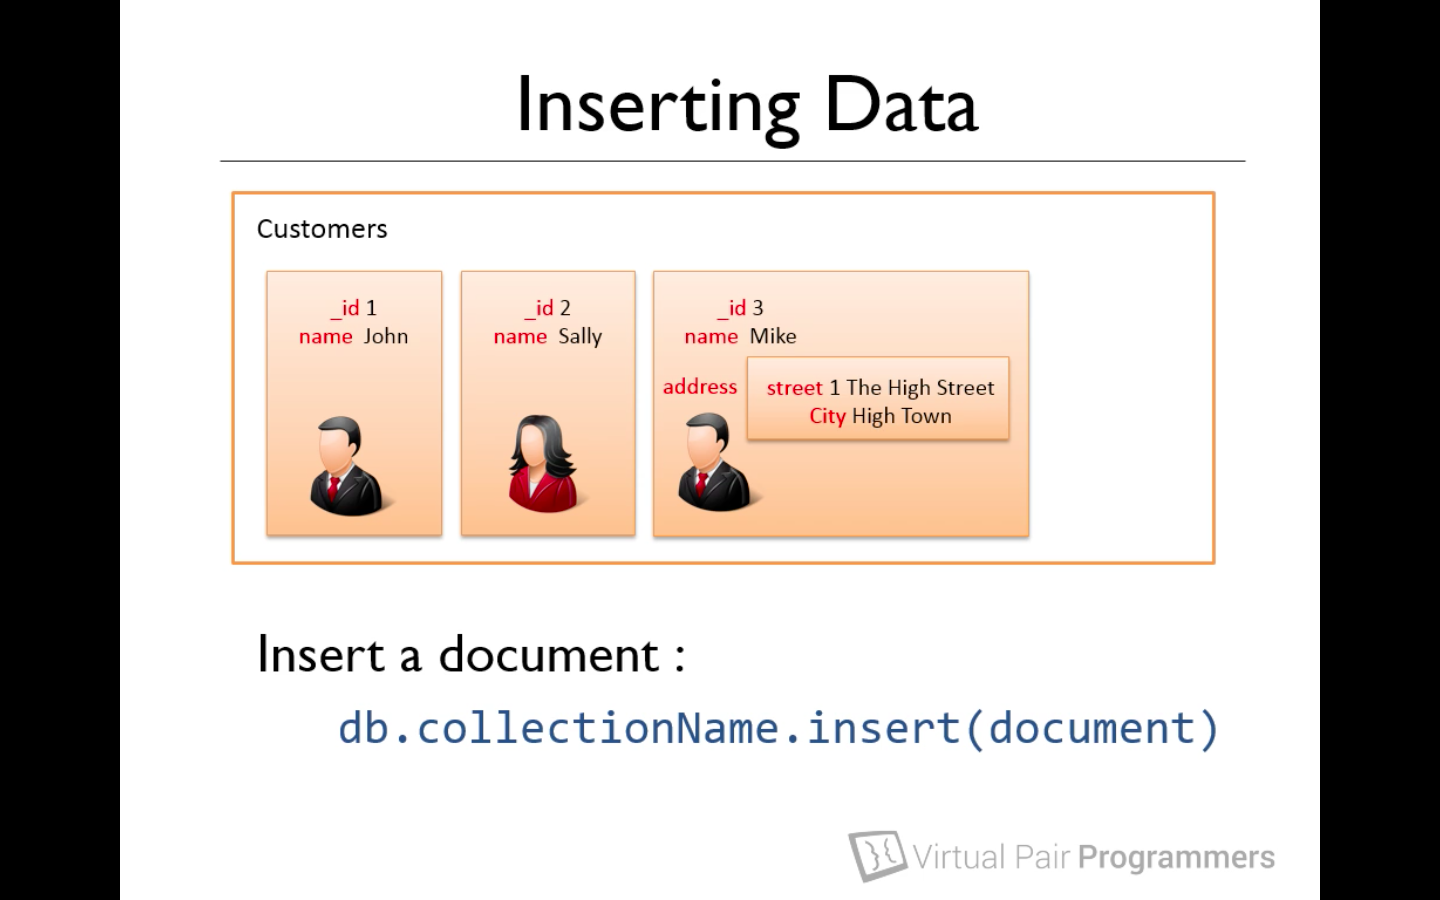 Inserting Data
Customers
_id 1
name John
_id 2
name Sally
_id 3
name Mike
address
street 1 The High Street
City High Town
Insert a document :
db.collectionName.insert(document)
Virtual Pair Programmers